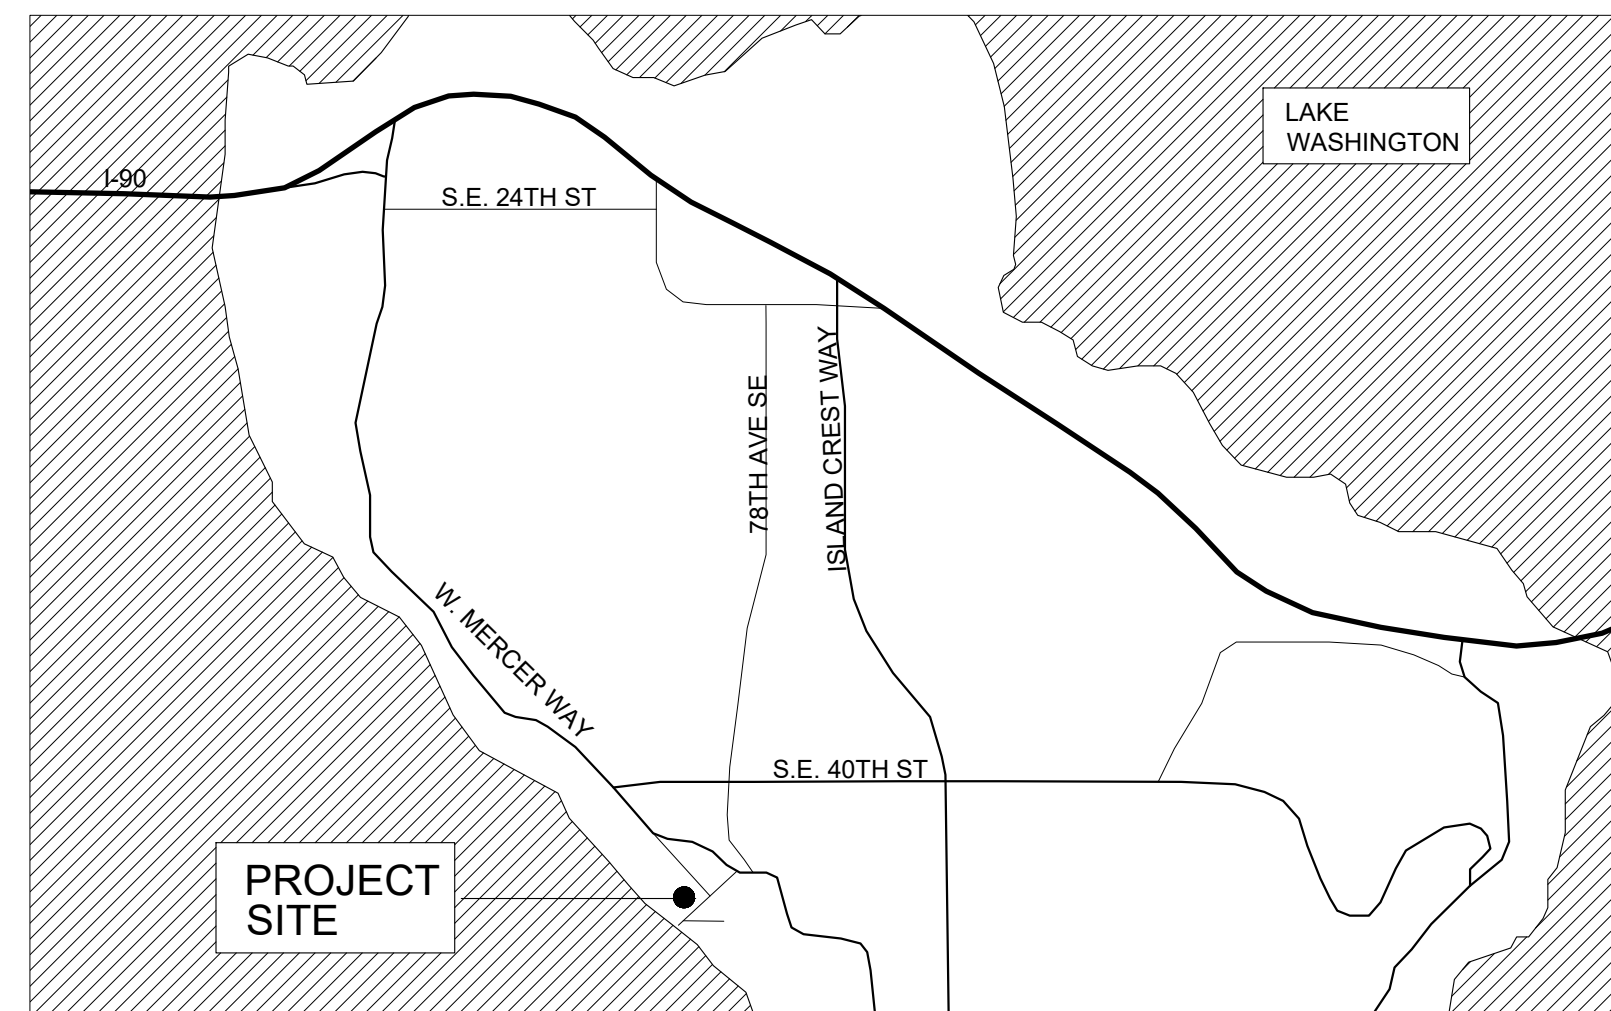 LAKE
WASHINGTON
I-90
S.E. 24TH ST
78TH AVE SE
ISLAND CREST WAY
W. MERCER WAY
S.E. 40TH ST
PROJECT
SITE